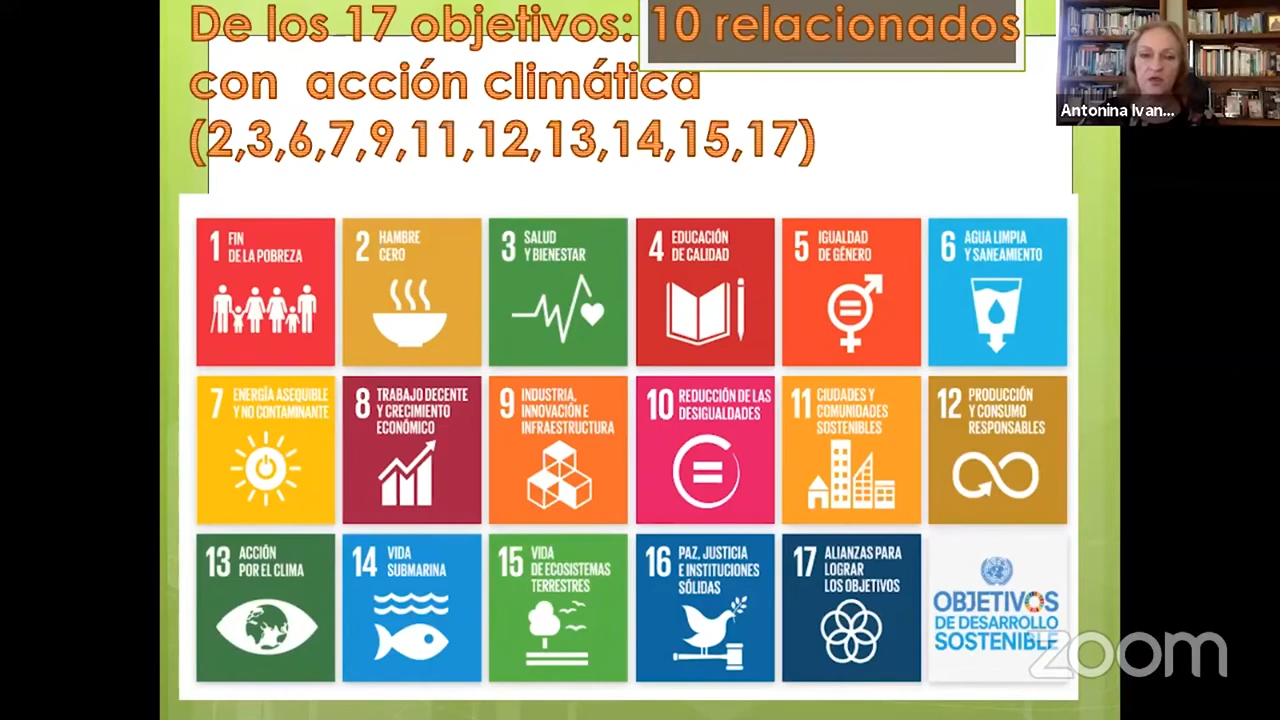 De los 17 objetivos: 10 relacionados
con acción climática
(2,3,6,7,9,11,12,13,14,15,17)
Antonina Ivan...
1 FIN
DE LA POBREZA
2 HAMBRE
CERO
3 SALUD
Y BIENESTAR
4 EDUCACIÓN
DE CALIDAD
5 IGUALDAD
DE GÉNERO
6 AGUA LIMPIA
Y SANEAMIENTO
7 ENERGÍA ASEQUIBLE
Y NO CONTAMINANTE
8 TRABAJO DECENTE
Y CRECIMIENTO
ECONÓMICO
9 INDUSTRIA,
INNOVACIÓN E
INFRAESTRUCTURA
10 REDUCCIÓN DE LAS
DESIGUALDADES
11 CIUDADES Y
COMUNIDADES
SOSTENIBLES
12 PRODUCCIÓN
Y CONSUMO
RESPONSABLES
13 ACCIÓN
POR EL CLIMA
14 VIDA
SUBMARINA
15 VIDA
DE ECOSISTEMAS
TERRESTRES
16 PAZ, JUSTICIA
E INSTITUCIONES
SÓLIDAS
17 ALIANZAS PARA
LOGRAR
LOS OBJETIVOS
OBJETIVOS
DE DESARROLLO
SOSTENIBLE
zoom